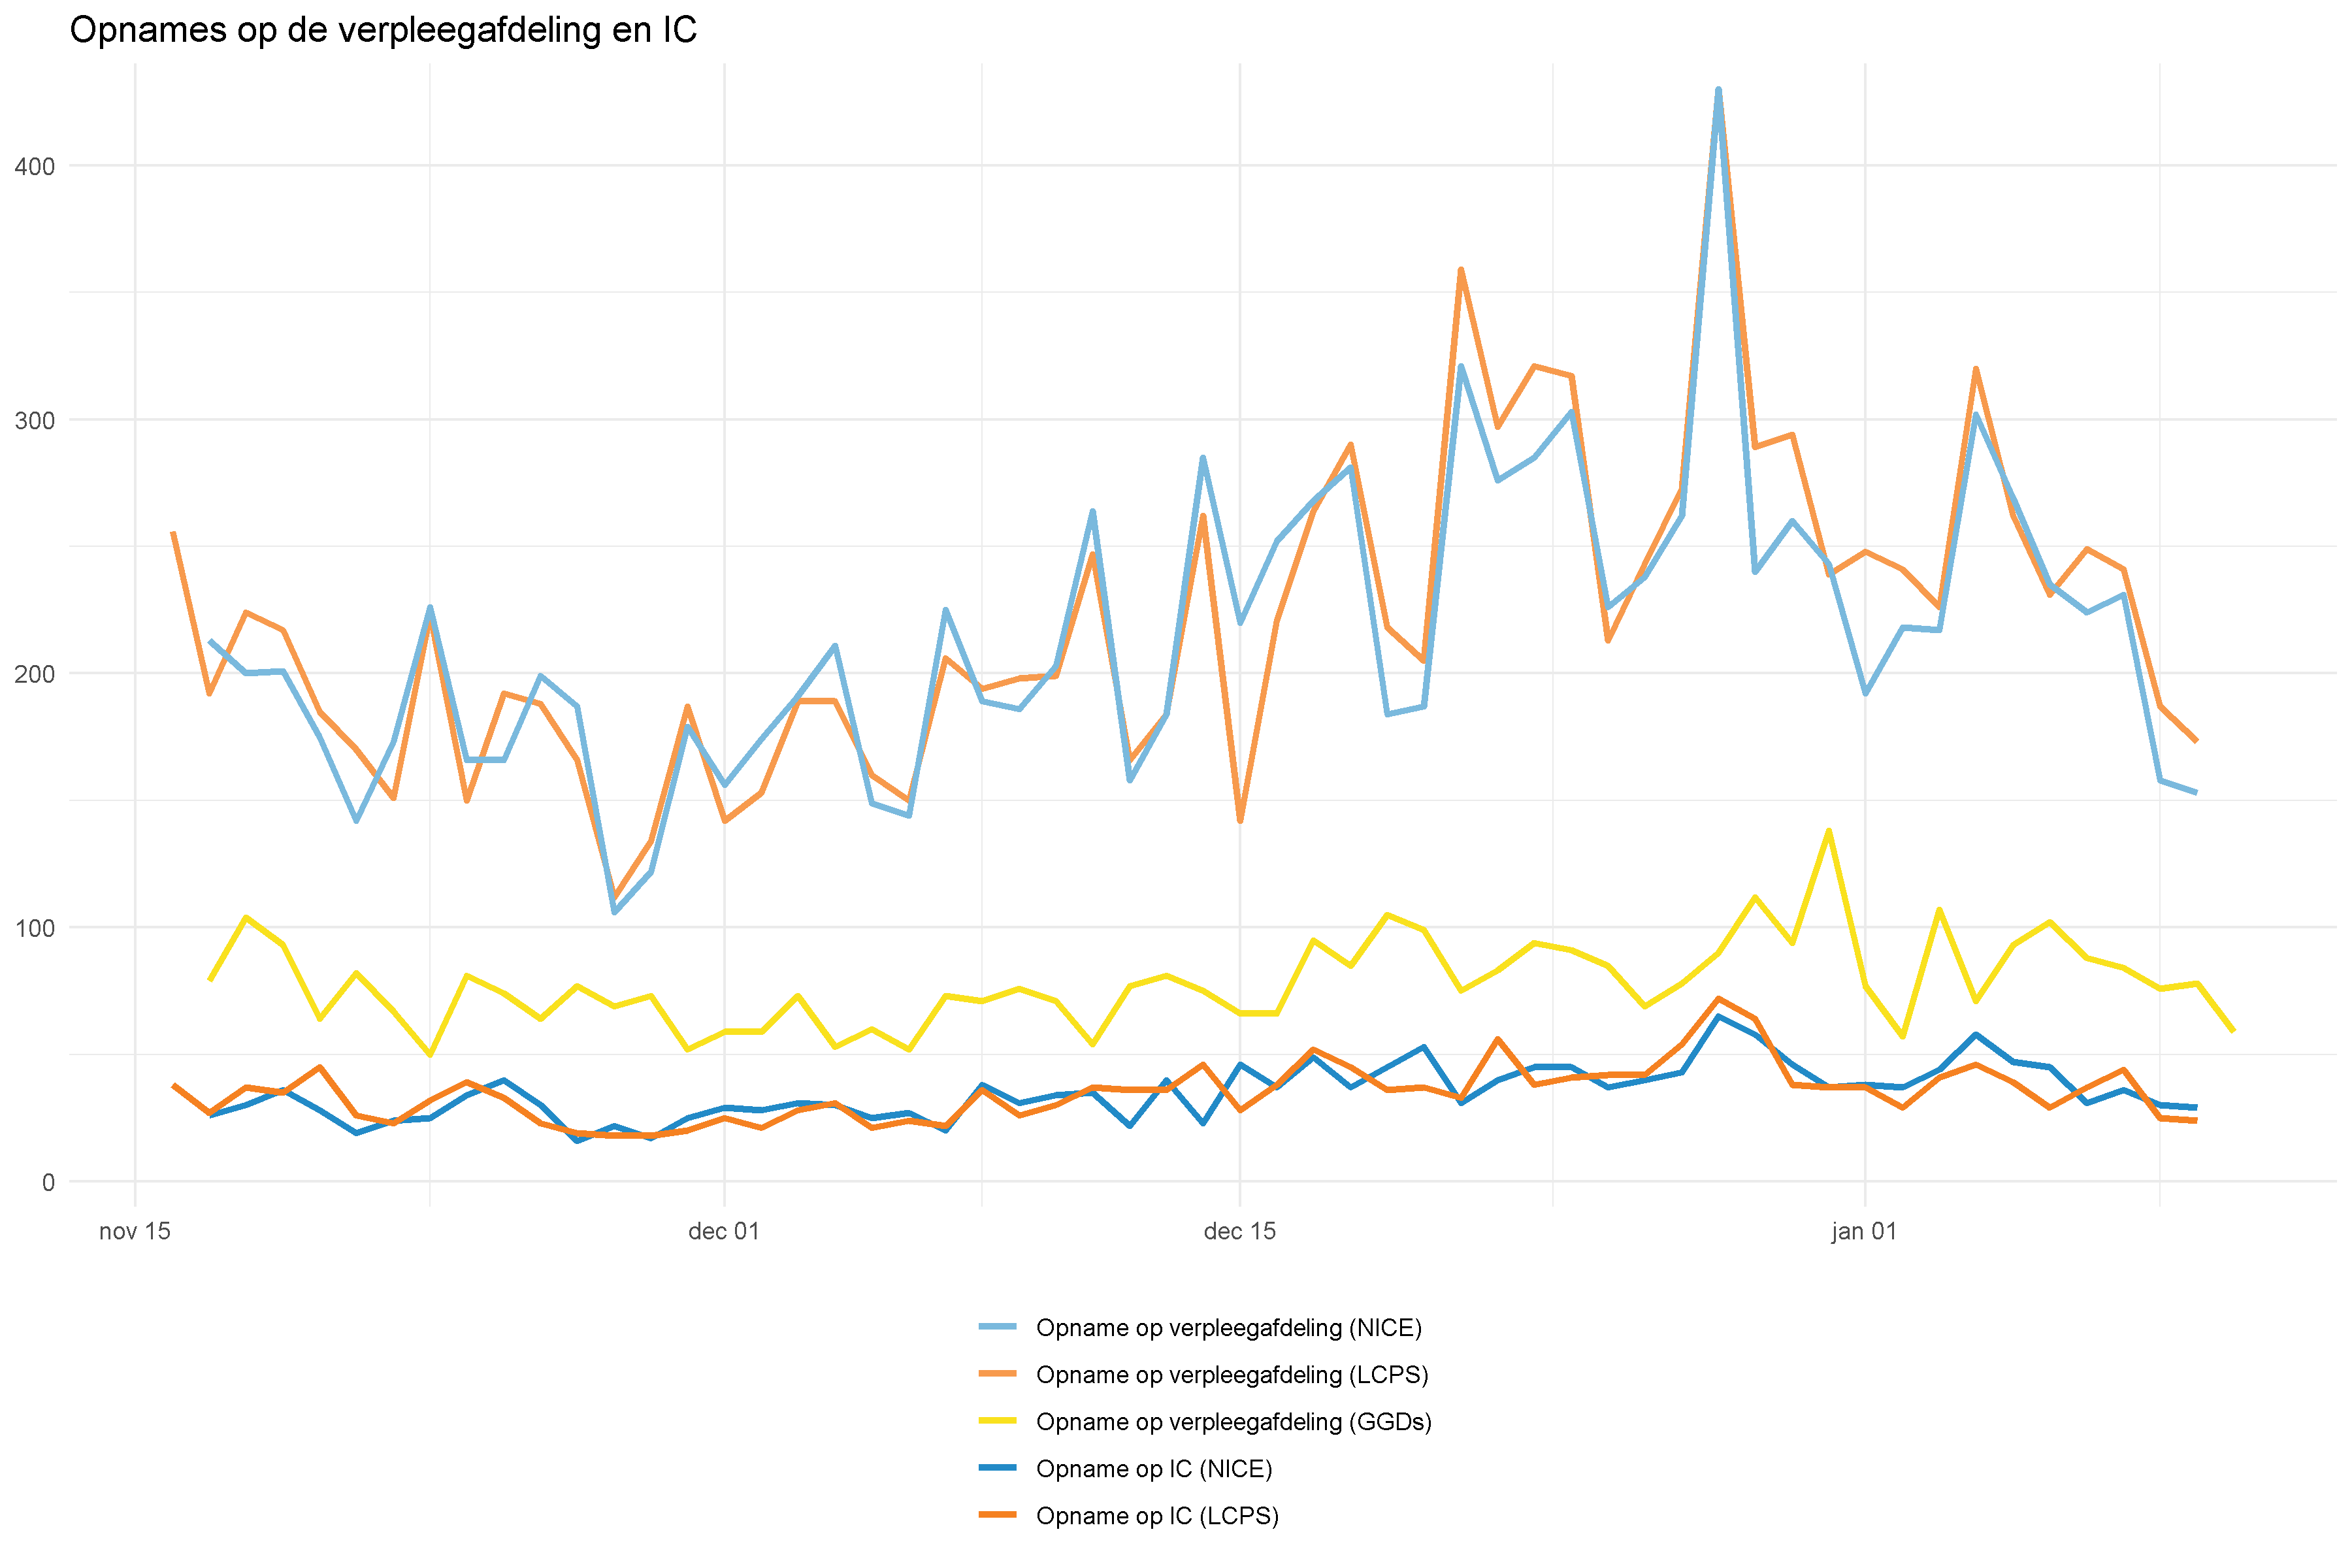 Opnames op de verpleegafdeling en IC
400
300
200
100
0
nov 15
dec 01
dec 15
jan 01
Opname op verpleegafdeling (NICE)
Opname op verpleegafdeling (LCPS)
Opname op verpleegafdeling (GGDs)
Opname op IC (NICE)
Opname op IC (LCPS)